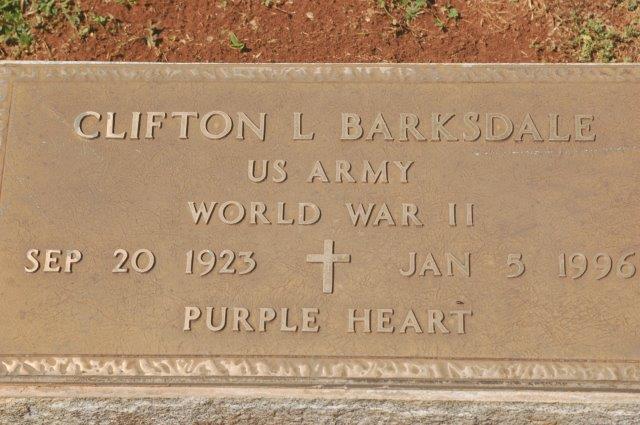 CLIFTON L BARKSDALE
US ARMY
WORLD WAR II
SEP 20 1923 JAN 5 1996
PURPLE HEART